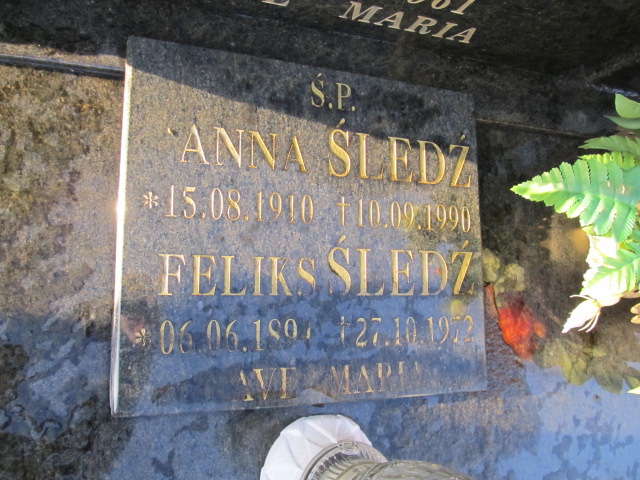 MARIA
Ś.P.
ANNA ŚLEDŹ
*15.08.1910 †10.09.1990
FELIKS ŚLEDŹ
*06.06.1894 †27.10.1972
AVE MARIA